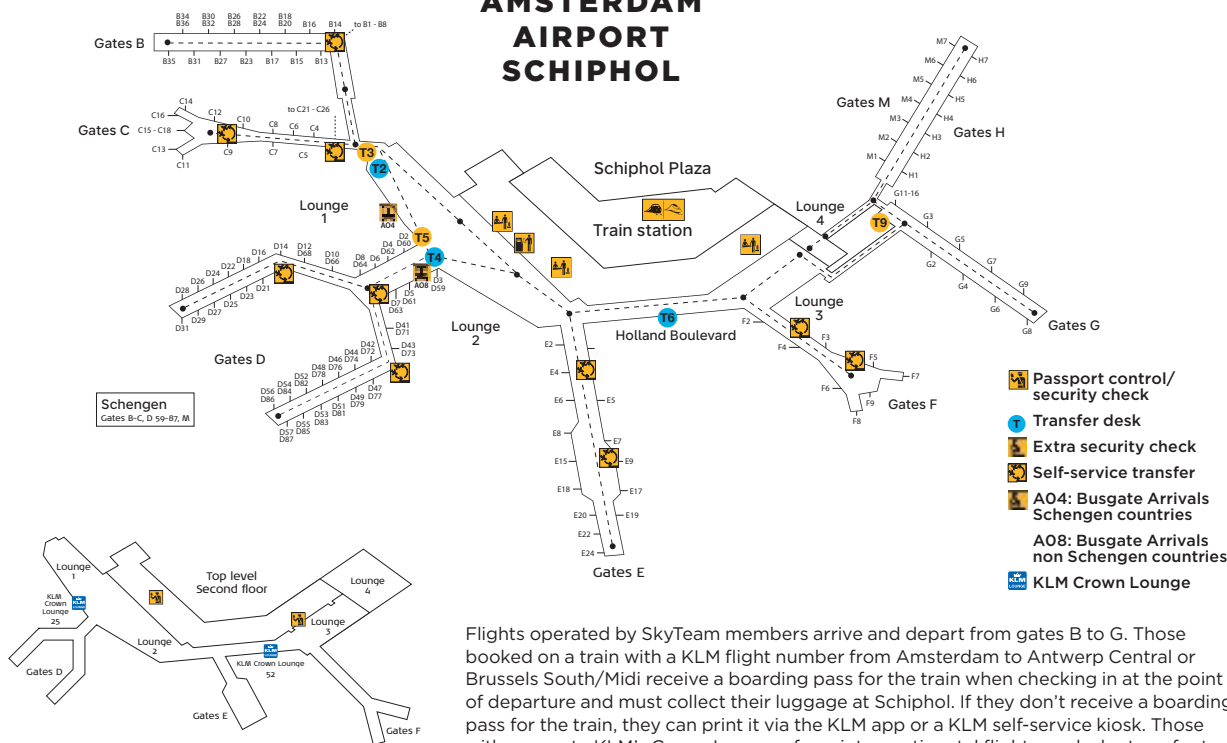 AMSTERDAM
AIRPORT
SCHIPHOL
B34 B30 B26 B22 B18
B36 B32 B28 B24 B20 B16 B14 to B1 - B8
Gates B
B35 B31 B27 B23 B17 B15 B13
C14
C16 C12 C10 to C21 - C26
Gates C C15 - C18 C8 C6 C4
C13 C9 C7 C5
C11
T3
T2
Lounge
1
A04
T5
T4
A08
D2
D60
D4
D62
D6
D8
D64
D10
D66
D12
D68
D14
D16
D18
D22
D24
D26
D28
D31
D29
D27
D25
D23
D21
D3
D59
D5
D61
D7
D63
D41
D71
D43
D73
D42
D72
D44
D74
D46
D76
D48
D78
D52
D82
D54
D84
D56
D86
D57
D87
D55
D85
D53
D83
D51
D81
D49
D79
D47
D77
Gates D
Schengen
Gates B-C, D 59-87, M
Lounge
2
Schiphol Plaza
Train station
T6
Holland Boulevard
E2
E4
E6
E5
E8
E7
E15
E9
E18
E17
E20
E19
E22
E24
Gates E
Lounge
4
Lounge
3
F2
F4
F3
F5
F6
F7
F9
F8
Gates F
T9
M7
H7
M6
H6
M5
H5
Gates M
M4
H4
M3
H3
Gates H
M2
H2
M1
H1
G11-16
G3
G5
G2
G7
G4
G9
G6
G8
Gates G
Passport control/
security check
T Transfer desk
Extra security check
Self-service transfer
A04: Busgate Arrivals
Schengen countries
A08: Busgate Arrivals
non Schengen countries
KLM Crown Lounge
Lounge
1
Top level
Second floor
Lounge
4
KLM
Crown
Lounge
25
KLM
Lounge
2
Lounge
3
KLM
KLM Crown Lounge
52
Gates D
Gates E
Gates F
Flights operated by SkyTeam members arrive and depart from gates B to G. Those
booked on a train with a KLM flight number from Amsterdam to Antwerp Central or
Brussels South/Midi receive a boarding pass for the train when checking in at the point
of departure and must collect their luggage at Schiphol. If they don't receive a boarding
pass for the train, they can print it via the KLM app or a KLM self-service kiosk. Those